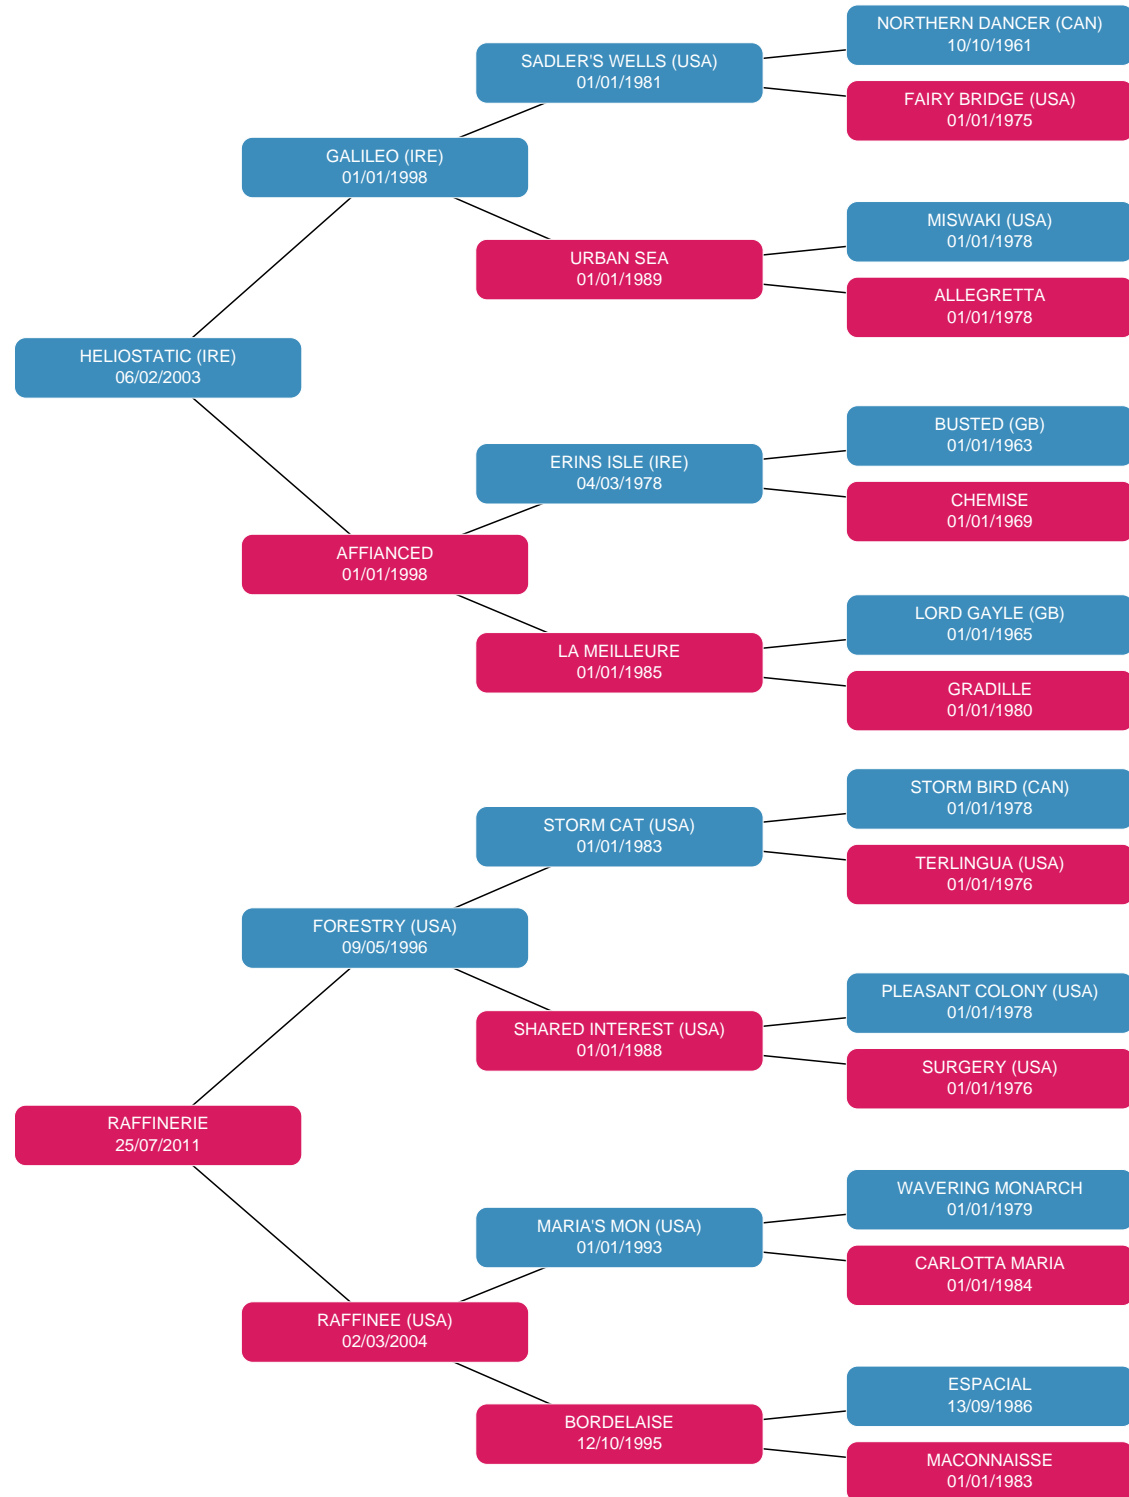 NORTHERN DANCER (CAN)
10/10/1961
SADLER'S WELLS (USA)
01/01/1981
FAIRY BRIDGE (USA)
01/01/1975
GALILEO (IRE)
01/01/1998
MISWAKI (USA)
01/01/1978
URBAN SEA
01/01/1989
ALLEGRETTA
01/01/1978
HELIOSTATIC (IRE)
06/02/2003
BUSTED (GB)
01/01/1963
ERINS ISLE (IRE)
04/03/1978
CHEMISE
01/01/1969
AFFIANCED
01/01/1998
LORD GAYLE (GB)
01/01/1965
LA MEILLEURE
01/01/1985
GRADILLE
01/01/1980
STORM BIRD (CAN)
01/01/1978
STORM CAT (USA)
01/01/1983
TERLINGUA (USA)
01/01/1976
FORESTRY (USA)
09/05/1996
PLEASANT COLONY (USA)
01/01/1978
SHARED INTEREST (USA)
01/01/1988
SURGERY (USA)
01/01/1976
RAFFINERIE
25/07/2011
WAVERING MONARCH
01/01/1979
MARIA'S MON (USA)
01/01/1993
CARLOTTA MARIA
01/01/1984
RAFFINEE (USA)
02/03/2004
ESPACIAL
13/09/1986
BORDELAISE
12/10/1995
MACONNAISSE
01/01/1983